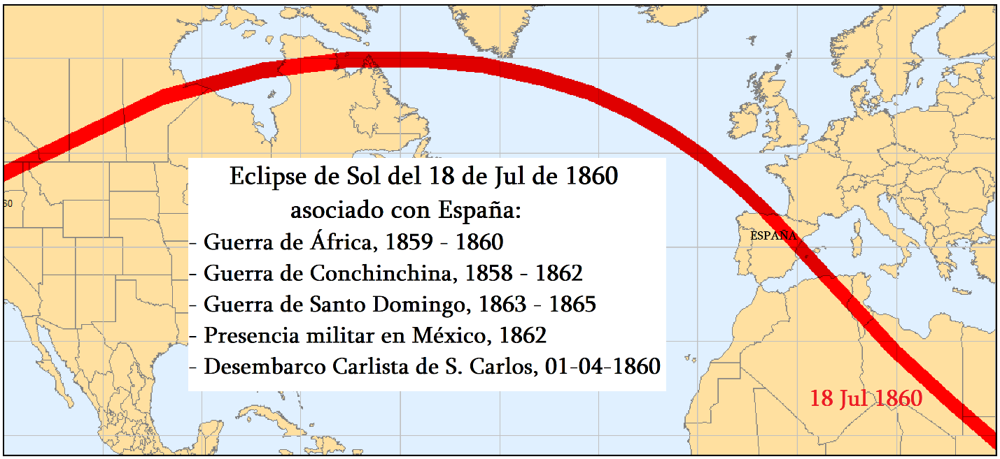 Eclipse de Sol del 18 de Jul de 1860
asociado con España:
- Guerra de África, 1859 - 1860
- Guerra de Conchinchina, 1858 - 1862
- Guerra de Santo Domingo, 1863 - 1865
- Presencia militar en México, 1862
- Desembarco Carlista de S. Carlos, 01-04-1860
60
ESPAÑA
18 Jul 1860